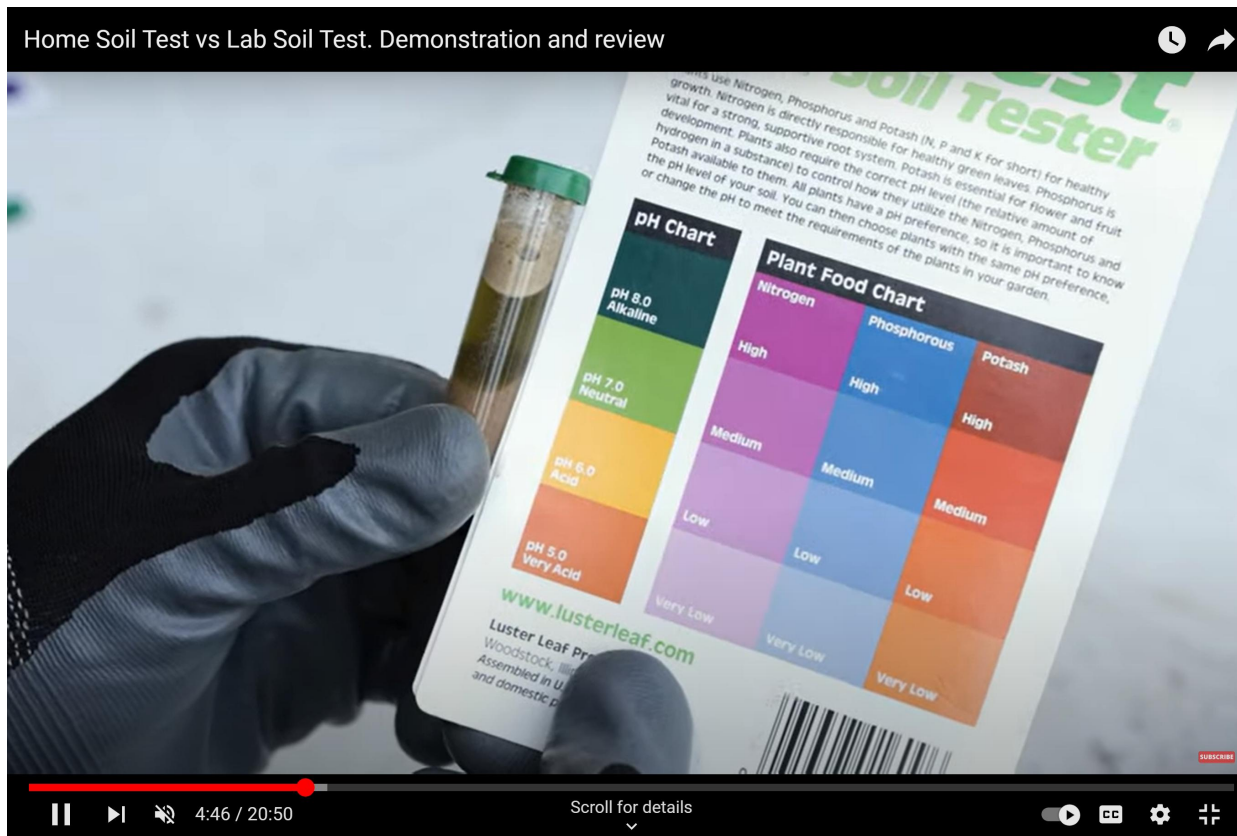 Home Soil Test vs Lab Soil Test. Demonstration and review
Soil Tester
use Nitrogen, Phosphorus and Potash (N, P and K for short) for healthy
growth. Nitrogen is directly responsible for healthy green leaves. Phosphorus is
vital for a strong, supportive root system. Potash is essential for flower and fruit
development. Plants also require the correct pH level (the relative amount of
hydrogen in a substance) to control how they utilize the Nitrogen, Phosphorus and
Potash available to them. All plants have a pH preference, so it is important to know
the pH level of your soil. You can then choose plants with the same pH preference,
or change the pH to meet the requirements of the plants in your garden.
pH Chart
pH 8.0
Alkaline
pH 7.0
Neutral
pH 6.0
Acid
pH 5.0
Very Acid
Plant Food Chart
Nitrogen
Phosphorous
Potash
High
High
High
Medium
Medium
Medium
Low
Low
Low
Very Low
Very Low
Very Low
www.lusterleaf.com
Luster Leaf
Woodstock,
Assembled in
and domestic
SUBSCRIBE
4:46 / 20:50
Scroll for details
CC